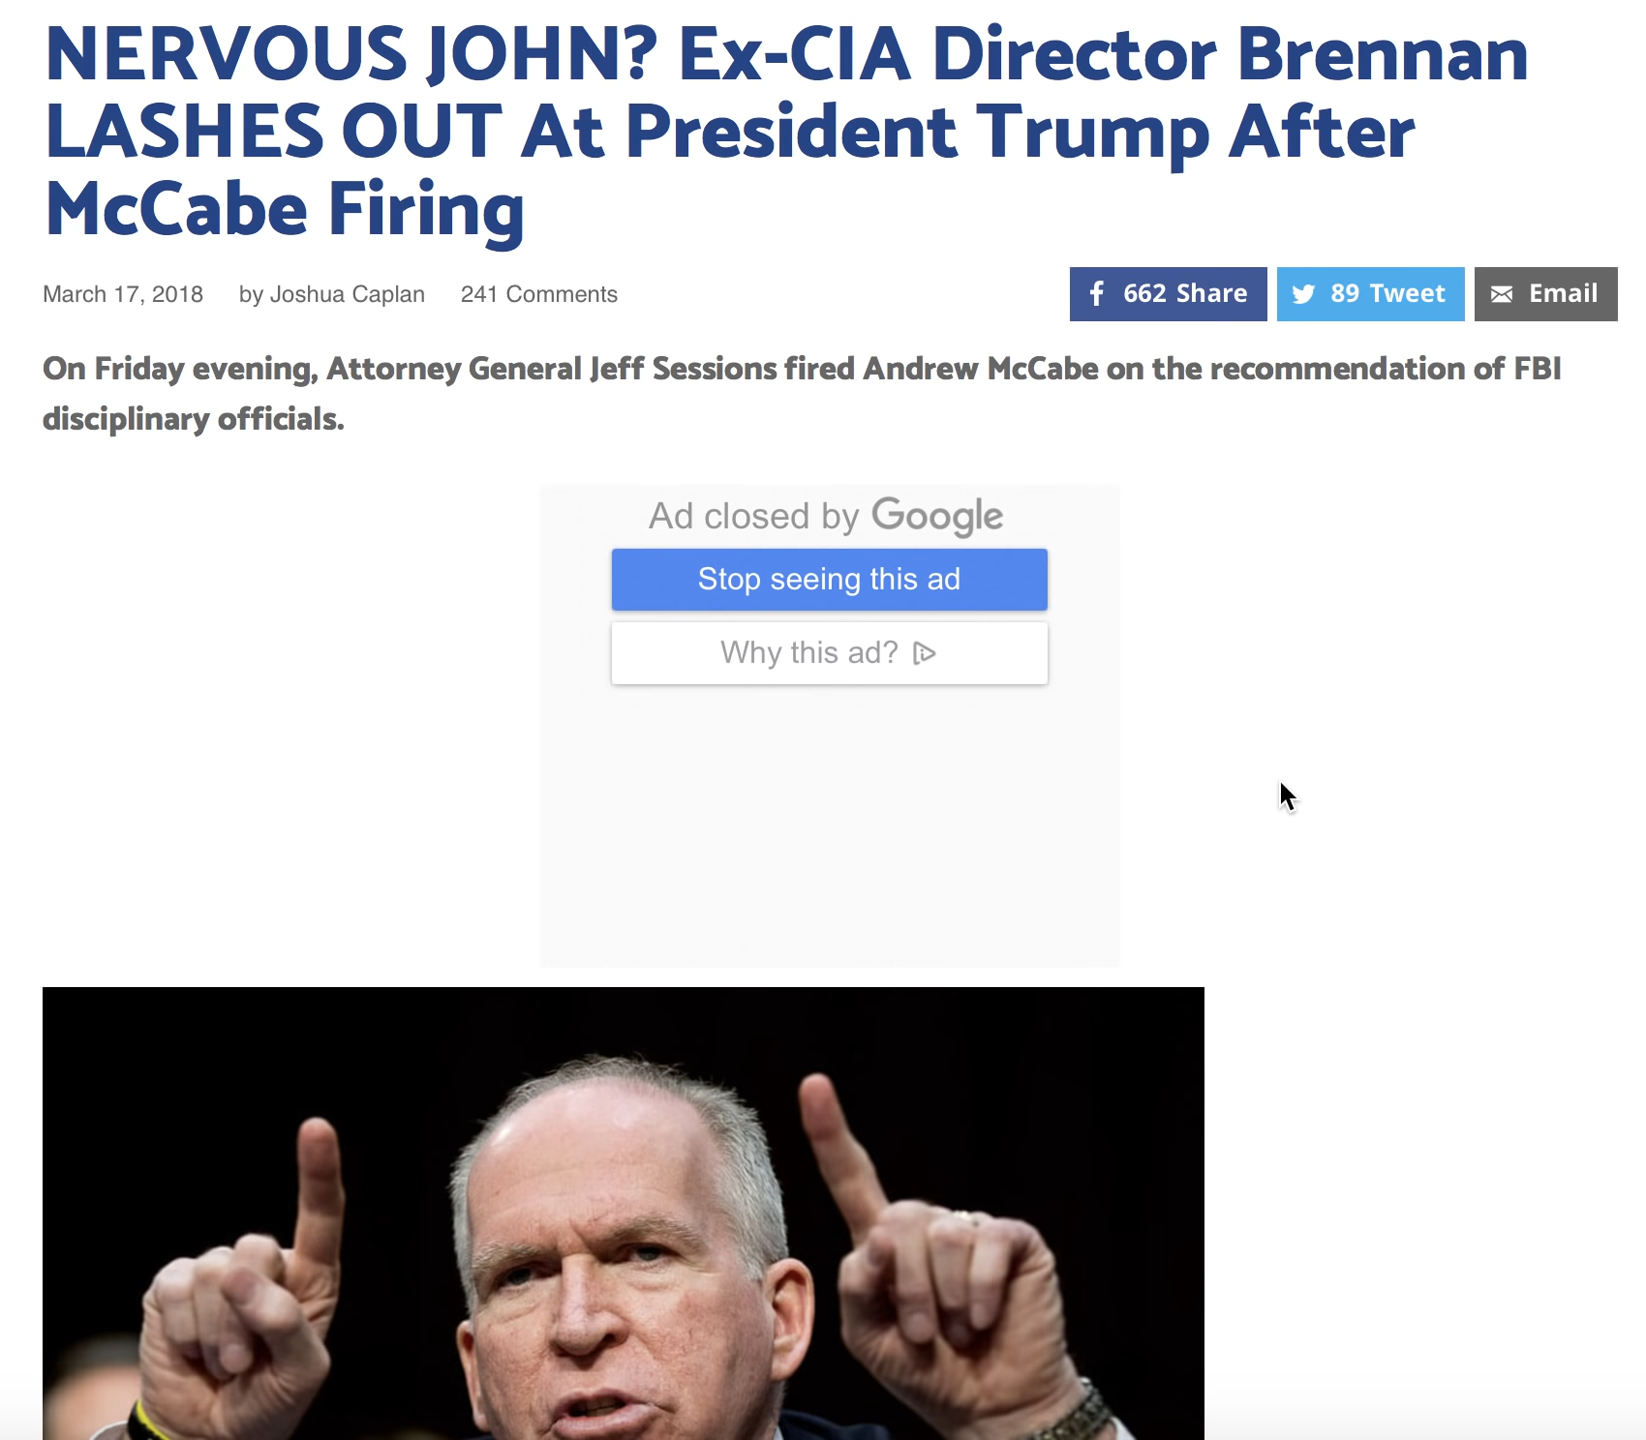 NERVOUS JOHN? Ex-CIA Director Brennan
LASHES OUT At President Trump After
McCabe Firing
March 17, 2018 by Joshua Caplan 241 Comments
662 Share 89 Tweet Email
On Friday evening, Attorney General Jeff Sessions fired Andrew McCabe on the recommendation of FBI
disciplinary officials.
Ad closed by Google
Stop seeing this ad
Why this ad?